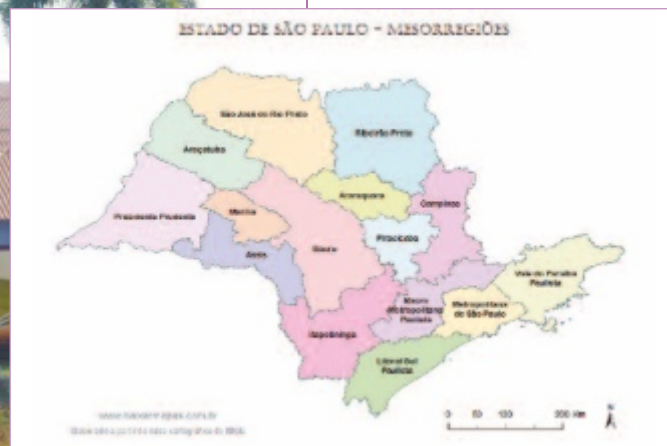 ESTADO DE SÃO PAULO - MESORREGIÕES
São José do Rio Preto
Ribeirão Preto
Araçatuba
Araraquara
Campinas
Presidente Prudente
Marília
Piracicaba
Bauru
Assis
Vale do Paraíba
Paulista
Macro
Metropolitana
Paulista
Metropolitana
de São Paulo
Itapetininga
Litoral Sul
Paulista
0 50 100 200 Km
N